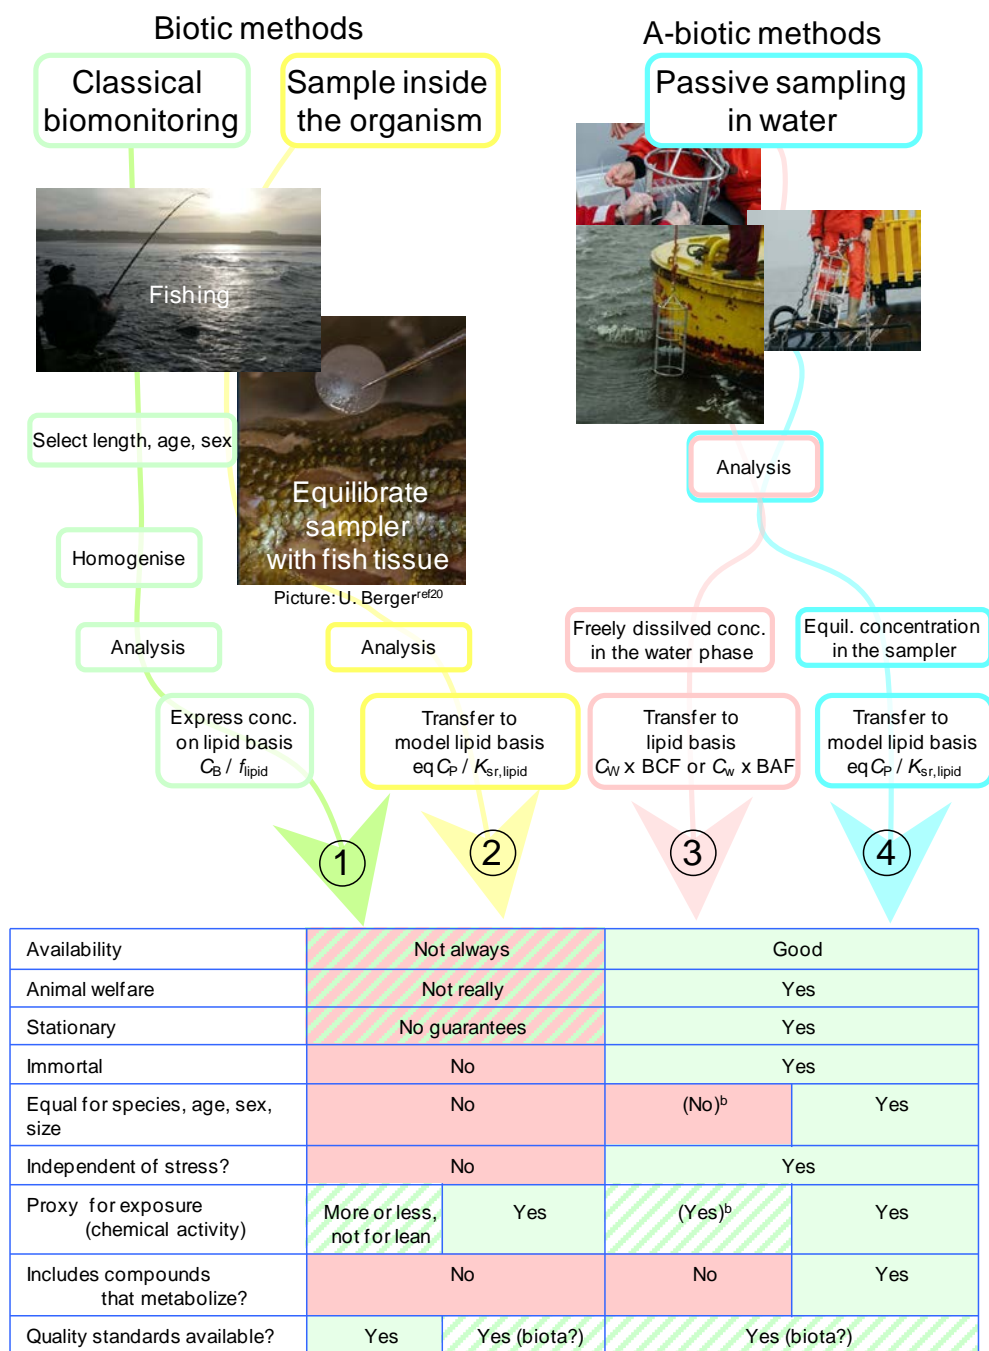 Biotic methods
A-biotic methods
Classical
biomonitoring
Sample inside
the organism
Passive sampling
in water
Fishing
Select length, age, sex
Equilibrate
sampler
with fish tissue
Picture: U. Berger ref20
Homogenise
Analysis
Analysis
Analysis
Freely dissilved conc.
in the water phase
Equil. concentration
in the sampler
Express conc.
on lipid basis
CB / flipid
Transfer to
model lipid basis
eqCP / Ksr,lipid
Transfer to
lipid basis
CW x BCF or Cw x BAF
Transfer to
model lipid basis
eqCP / Ksr,lipid
1
2
3
4
Availability Not always Good
Animal welfare Not really Yes
Stationary No guarantees Yes
Immortal No Yes
Equal for species, age, sex, No (No)b Yes
size
Independent of stress? No Yes
Proxy for exposure More or less, Yes (Yes)b Yes
(chemical activity) not for lean
Includes compounds No No Yes
that metabolize?
Quality standards available? Yes Yes (biota?) Yes (biota?)